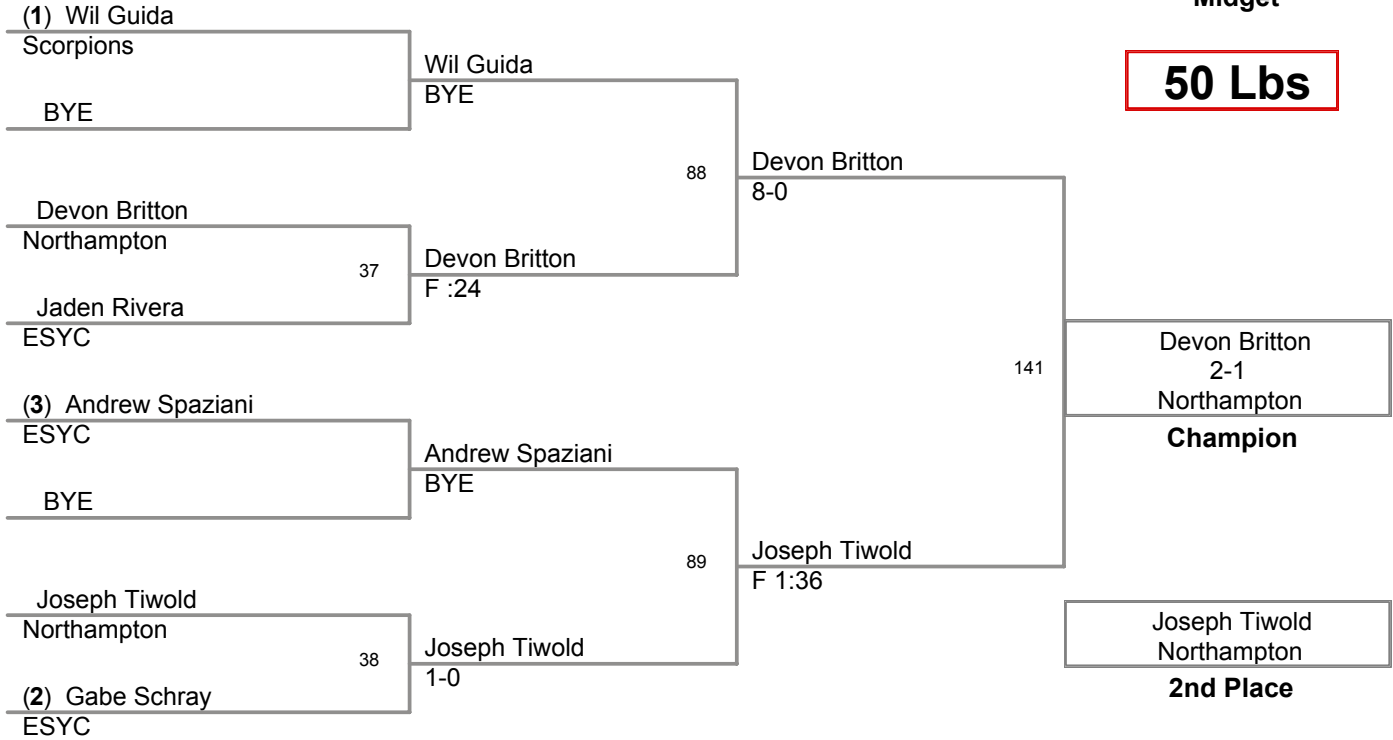 Midget
50 Lbs
(1) Wil Guida
Scorpions
BYE
Devon Britton
Northampton
37
Jaden Rivera
ESYC
(3) Andrew Spaziani
ESYC
BYE
Joseph Tiwold
Northampton
38
(2) Gabe Schray
ESYC
Wil Guida
BYE
88
Devon Britton
F :24
Andrew Spaziani
BYE
89
Joseph Tiwold
1-0
Devon Britton
8-0
141
Joseph Tiwold
F 1:36
Devon Britton
2-1
Northampton
Champion
Joseph Tiwold
Northampton
2nd Place